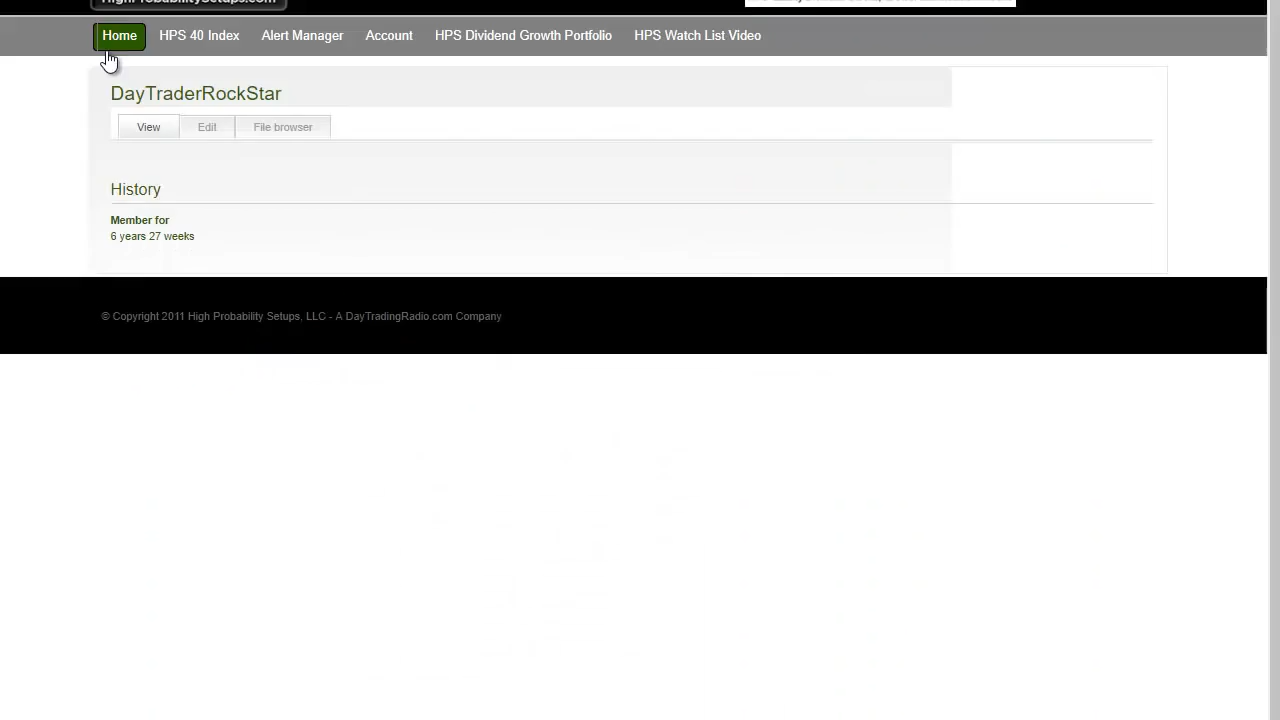 HighProbabilitySetups.com
Home HPS 40 Index Alert Manager Account HPS Dividend Growth Portfolio HPS Watch List Video
DayTraderRockStar
View Edit File browser
History
Member for
6 years 27 weeks
© Copyright 2011 High Probability Setups, LLC - A DayTradingRadio.com Company